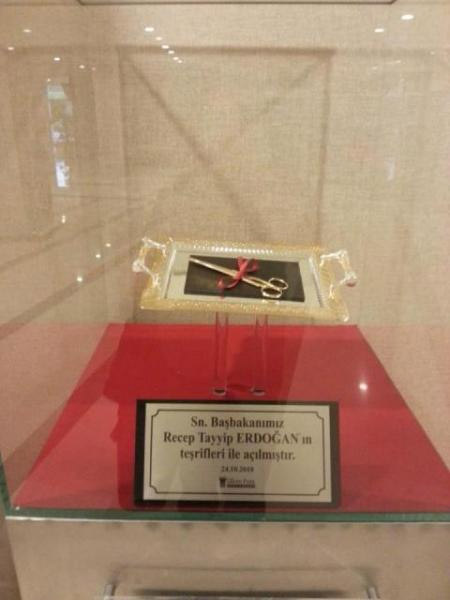 Sn. Başbakanımız
Recep Tayyip ERDOĞAN'ın
teşrifleri ile açılmıştır.
24.10.2010